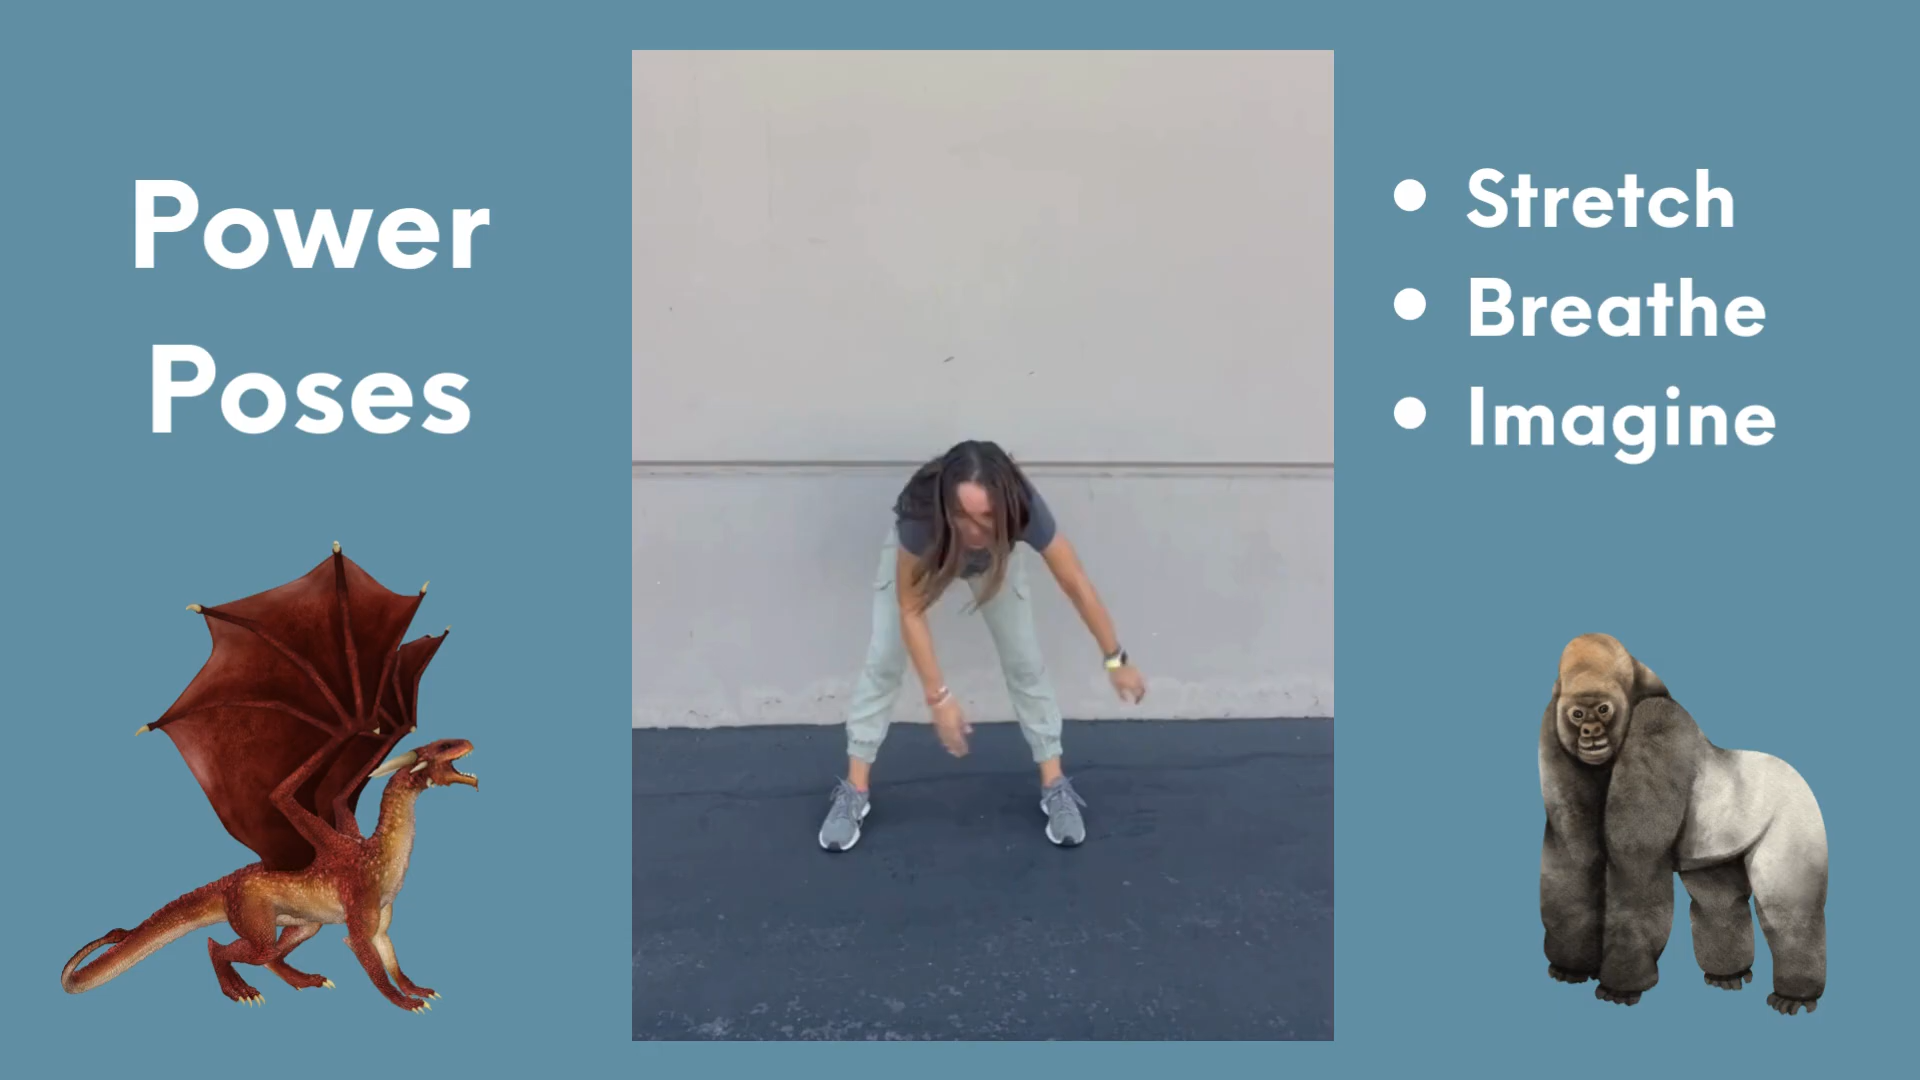 Power
Poses
• Stretch
• Breathe
• Imagine